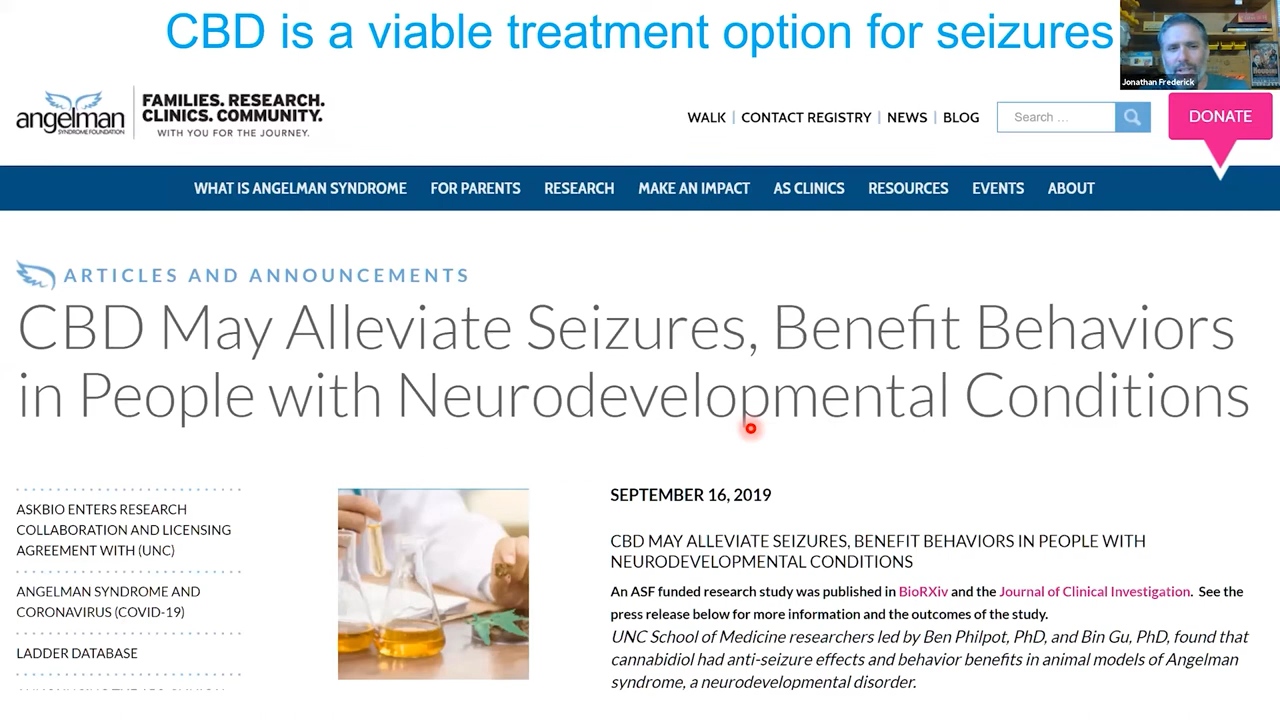 CBD is a viable treatment option for seizures
Jonathan Frederick
angelman
SYNDROME FOUNDATION
FAMILIES. RESEARCH.
CLINICS. COMMUNITY.
WITH YOU FOR THE JOURNEY.
WALK CONTACT REGISTRY NEWS BLOG
Search …
DONATE
WHAT IS ANGELMAN SYNDROME FOR PARENTS RESEARCH MAKE AN IMPACT AS CLINICS RESOURCES EVENTS ABOUT
ARTICLES AND ANNOUNCEMENTS
CBD May Alleviate Seizures, Benefit Behaviors
in People with Neurodevelopmental Conditions
ASKBIO ENTERS RESEARCH
COLLABORATION AND LICENSING
AGREEMENT WITH (UNC)
ANGELMAN SYNDROME AND
CORONAVIRUS (COVID-19)
LADDER DATABASE
SEPTEMBER 16, 2019
CBD MAY ALLEVIATE SEIZURES, BENEFIT BEHAVIORS IN PEOPLE WITH
NEURODEVELOPMENTAL CONDITIONS
An ASF funded research study was published in BioRXiv and the Journal of Clinical Investigation. See the
press release below for more information and the outcomes of the study.
UNC School of Medicine researchers led by Ben Philpot, PhD, and Bin Gu, PhD, found that
cannabidiol had anti-seizure effects and behavior benefits in animal models of Angelman
syndrome, a neurodevelopmental disorder.